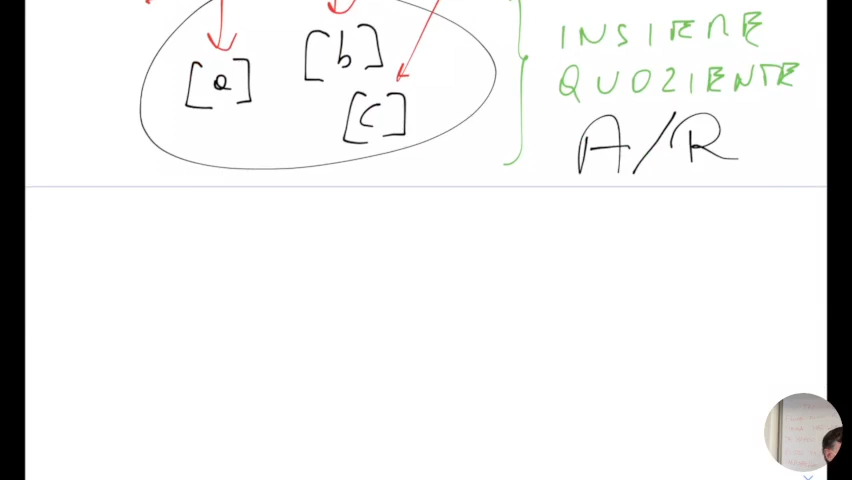 INSIEME
[b]
[a]
QUOZIENTE
[c]
A/R